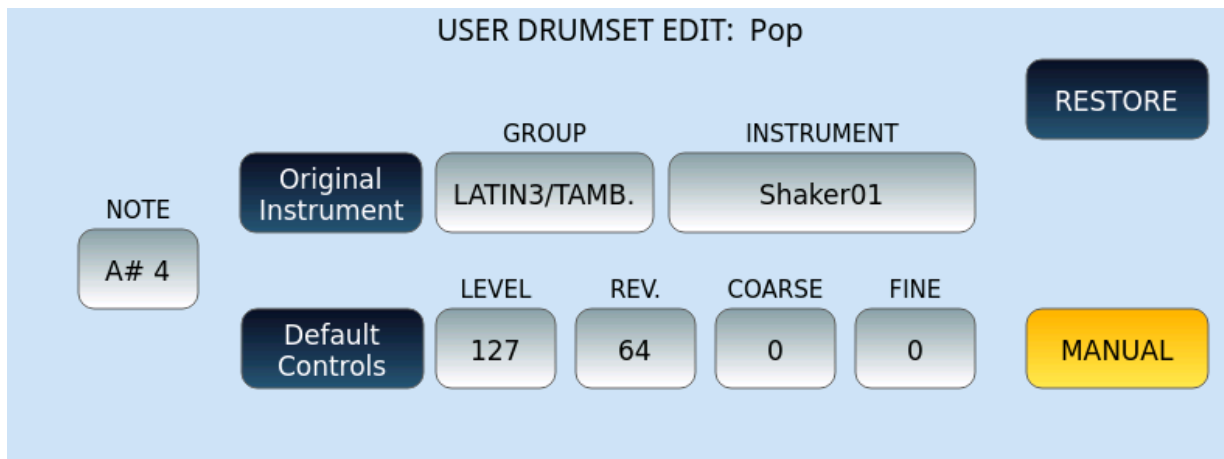 USER DRUMSET EDIT: Pop
RESTORE
GROUP
INSTRUMENT
Original
Instrument
LATIN3/TAMB.
Shaker01
NOTE
A# 4
LEVEL
REV.
COARSE
FINE
Default
Controls
127
64
0
0
MANUAL